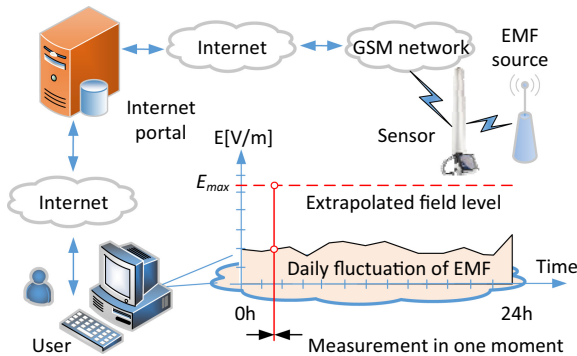 Internet
GSM network
EMF
source
Internet
portal
Sensor
E[V/m]
Emax
Extrapolated field level
Internet
Daily fluctuation of EMF
Time
User
0h
24h
Measurement in one moment